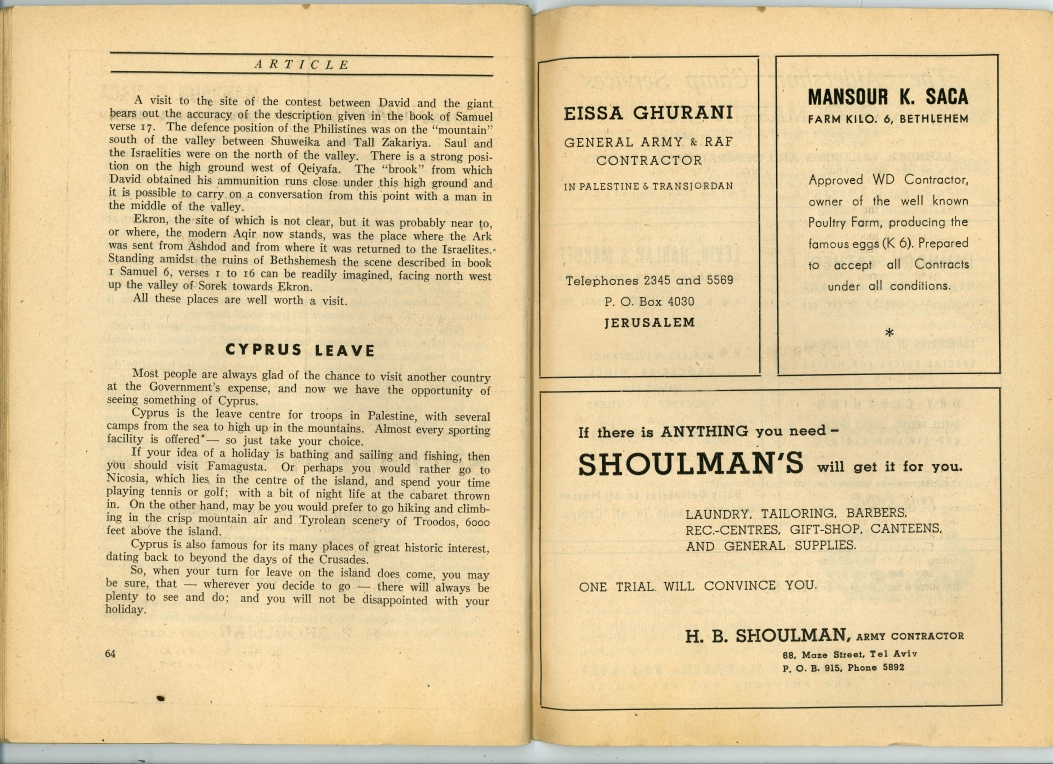 ARTICLE
A visit to the site of the contest between David and the giant
bears out the accuracy of the description given in the book of Samuel
verse 17. The defence position of the Philistines was on the "mountain"
south of the valley between Shuweika and Tall Zakariya. Saul and
the Israelities were on the north of the valley. There is a strong posi-
tion on the high ground west of Qeiyafa. The "brook" from which
David obtained his ammunition runs close under this high ground and
it is possible to carry on a conversation from this point with a man in
the middle of the valley.
Ekron, the site of which is not clear, but it was probably near to,
or where, the modern Aqir now stands, was the place where the Ark
was sent from Ashdod and from where it was returned to the Israelites.
Standing amidst the ruins of Bethshemesh the scene described in book
1 Samuel 6, verses 1 to 16 can be readily imagined, facing north west
up the valley of Sorek towards Ekron.
All these places are well worth a visit.
CYPRUS LEAVE
Most people are always glad of the chance to visit another country
at the Government's expense, and now we have the opportunity of
seeing something of Cyprus.
Cyprus is the leave centre for troops in Palestine, with several
camps from the sea to high up in the mountains. Almost every sporting
facility is offered — so just take your choice.
If your idea of a holiday is bathing and sailing and fishing, then
you should visit Famagusta. Or perhaps you would rather go to
Nicosia, which lies in the centre of the island, and spend your time
playing tennis or golf; with a bit of night life at the cabaret thrown
in. On the other hand, may be you would prefer to go hiking and climb-
ing in the crisp mountain air and Tyrolean scenery of Troodos, 6000
feet above the island.
Cyprus is also famous for its many places of great historic interest,
dating back to beyond the days of the Crusades.
So, when your turn for leave on the island does come, you may
be sure, that — wherever you decide to go — there will always be
plenty to see and do; and you will not be disappointed with your
holiday.
64
EISSA GHURANI
GENERAL ARMY & RAF
CONTRACTOR
IN PALESTINE & TRANSJORDAN
Telephones 2345 and 5569
P. O. Box 4030
JERUSALEM
MANSOUR K. SACA
FARM KILO. 6, BETHLEHEM
Approved WD Contractor,
owner of the well known
Poultry Farm, producing the
famous eggs (K 6). Prepared
to accept all Contracts
under all conditions.
*
If there is ANYTHING you need –
SHOULMAN'S will get it for you.
LAUNDRY, TAILORING, BARBERS,
REC.-CENTRES, GIFT-SHOP, CANTEENS,
AND GENERAL SUPPLIES.
ONE TRIAL WILL CONVINCE YOU.
H. B. SHOULMAN, ARMY CONTRACTOR
68, Maze Street, Tel Aviv
P. O. B. 915, Phone 5892